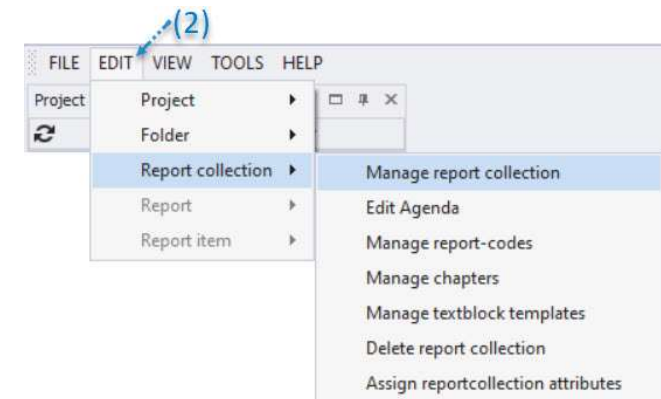 (2)
FILE EDIT VIEW TOOLS HELP
Project
Project
Folder
Report collection
Manage report collection
Report
Edit Agenda
Report item
Manage report-codes
Manage chapters
Manage textblock templates
Delete report collection
Assign reportcollection attributes